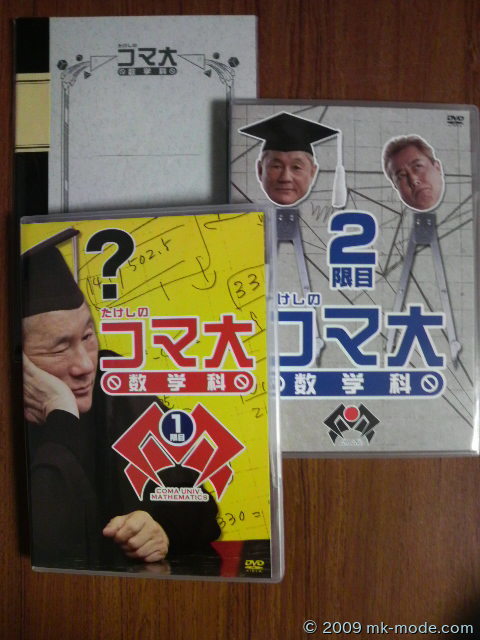 たけしの
コマ大
数学科
DVD
2
限目
たけしの
コマ大
数学科
?
502.5
33
たけしの
コマ大
数学科
1
限目
COMA UNIV.
MATHEMATICS
330 =
DVD
VIDEO
© 2009 mk-mode.com